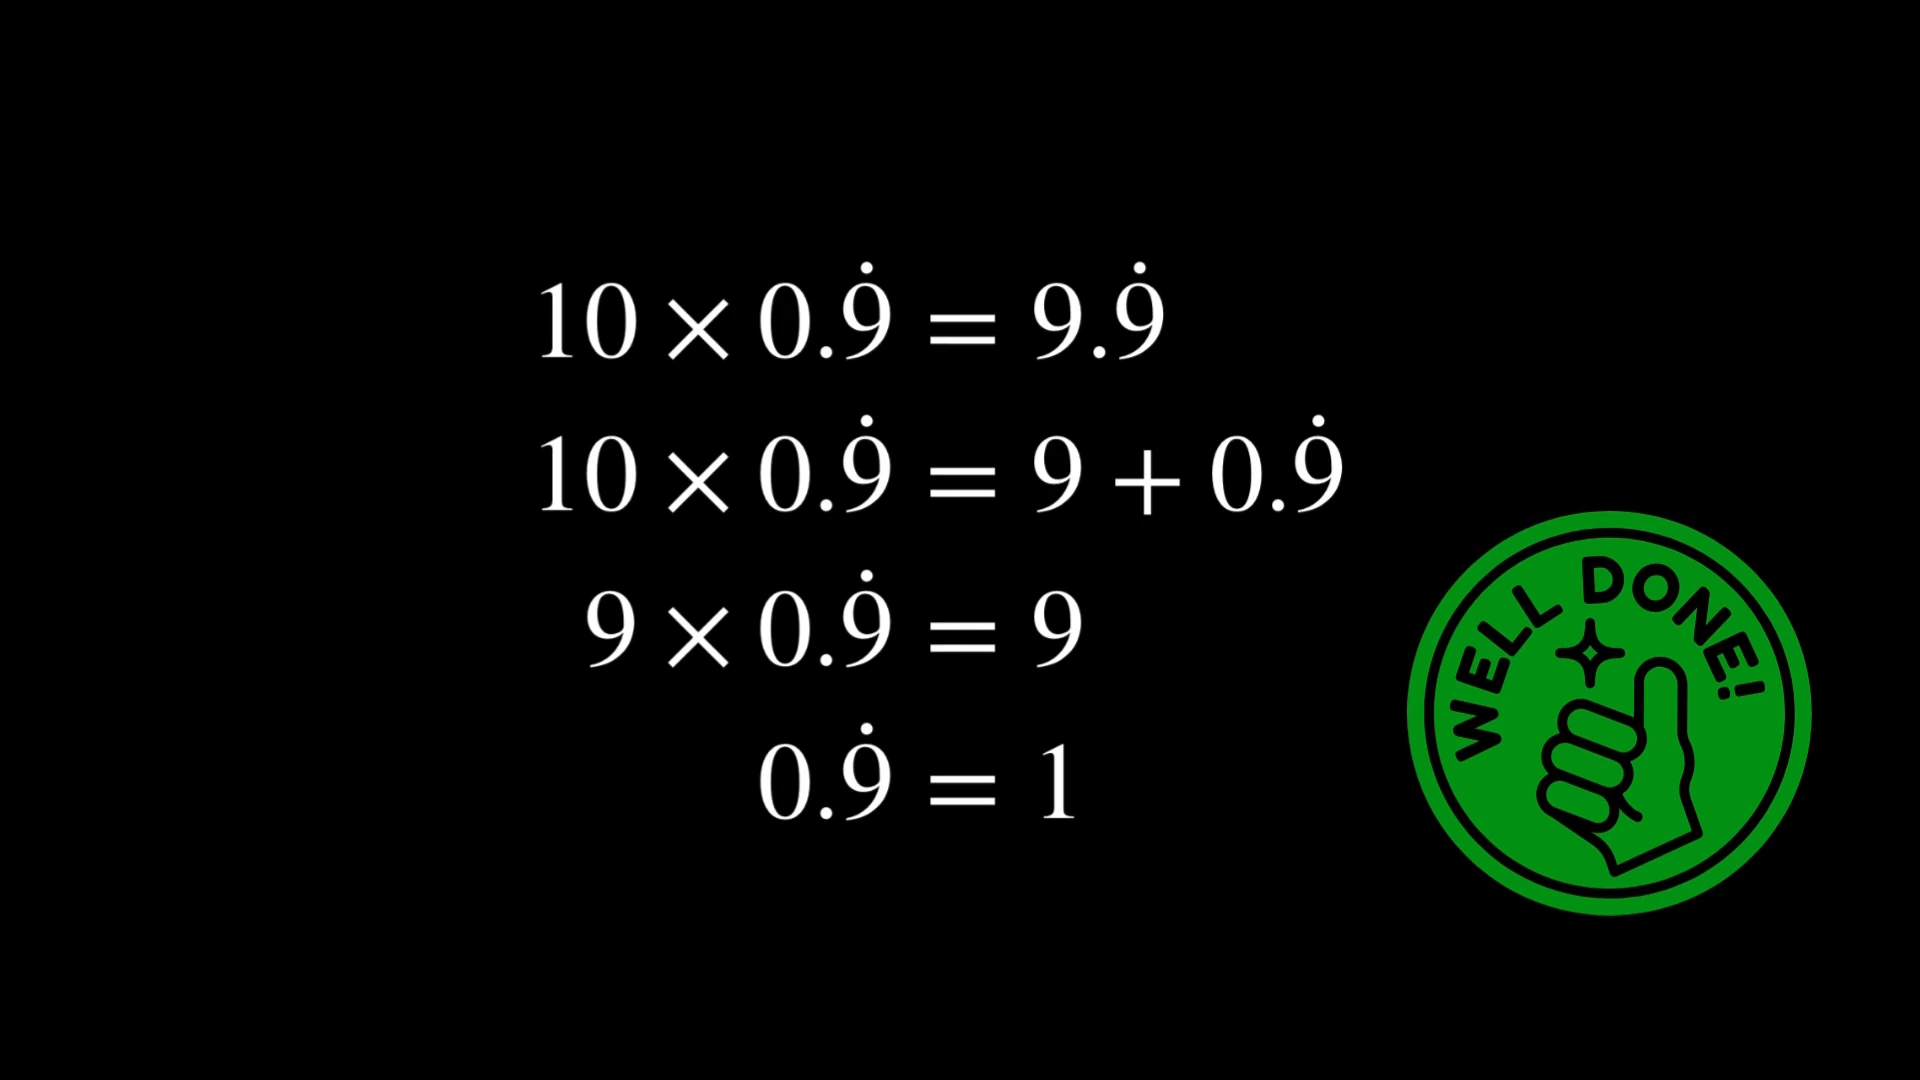 10 × 0.9̇ = 9.9̇
10 × 0.9̇ = 9 + 0.9̇
9 × 0.9̇ = 9
0.9̇ = 1
WELL DONE!